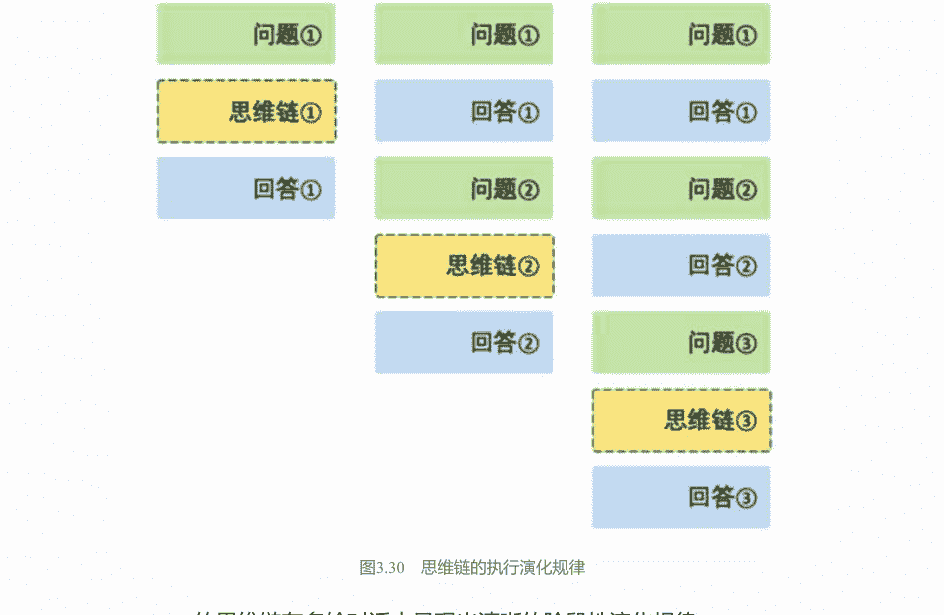 问题① 问题① 问题①
思维链① 回答① 回答①
回答① 问题② 问题②
思维链② 回答②
回答② 问题③
思维链③
回答③
图3.30 思维链的执行演化规律